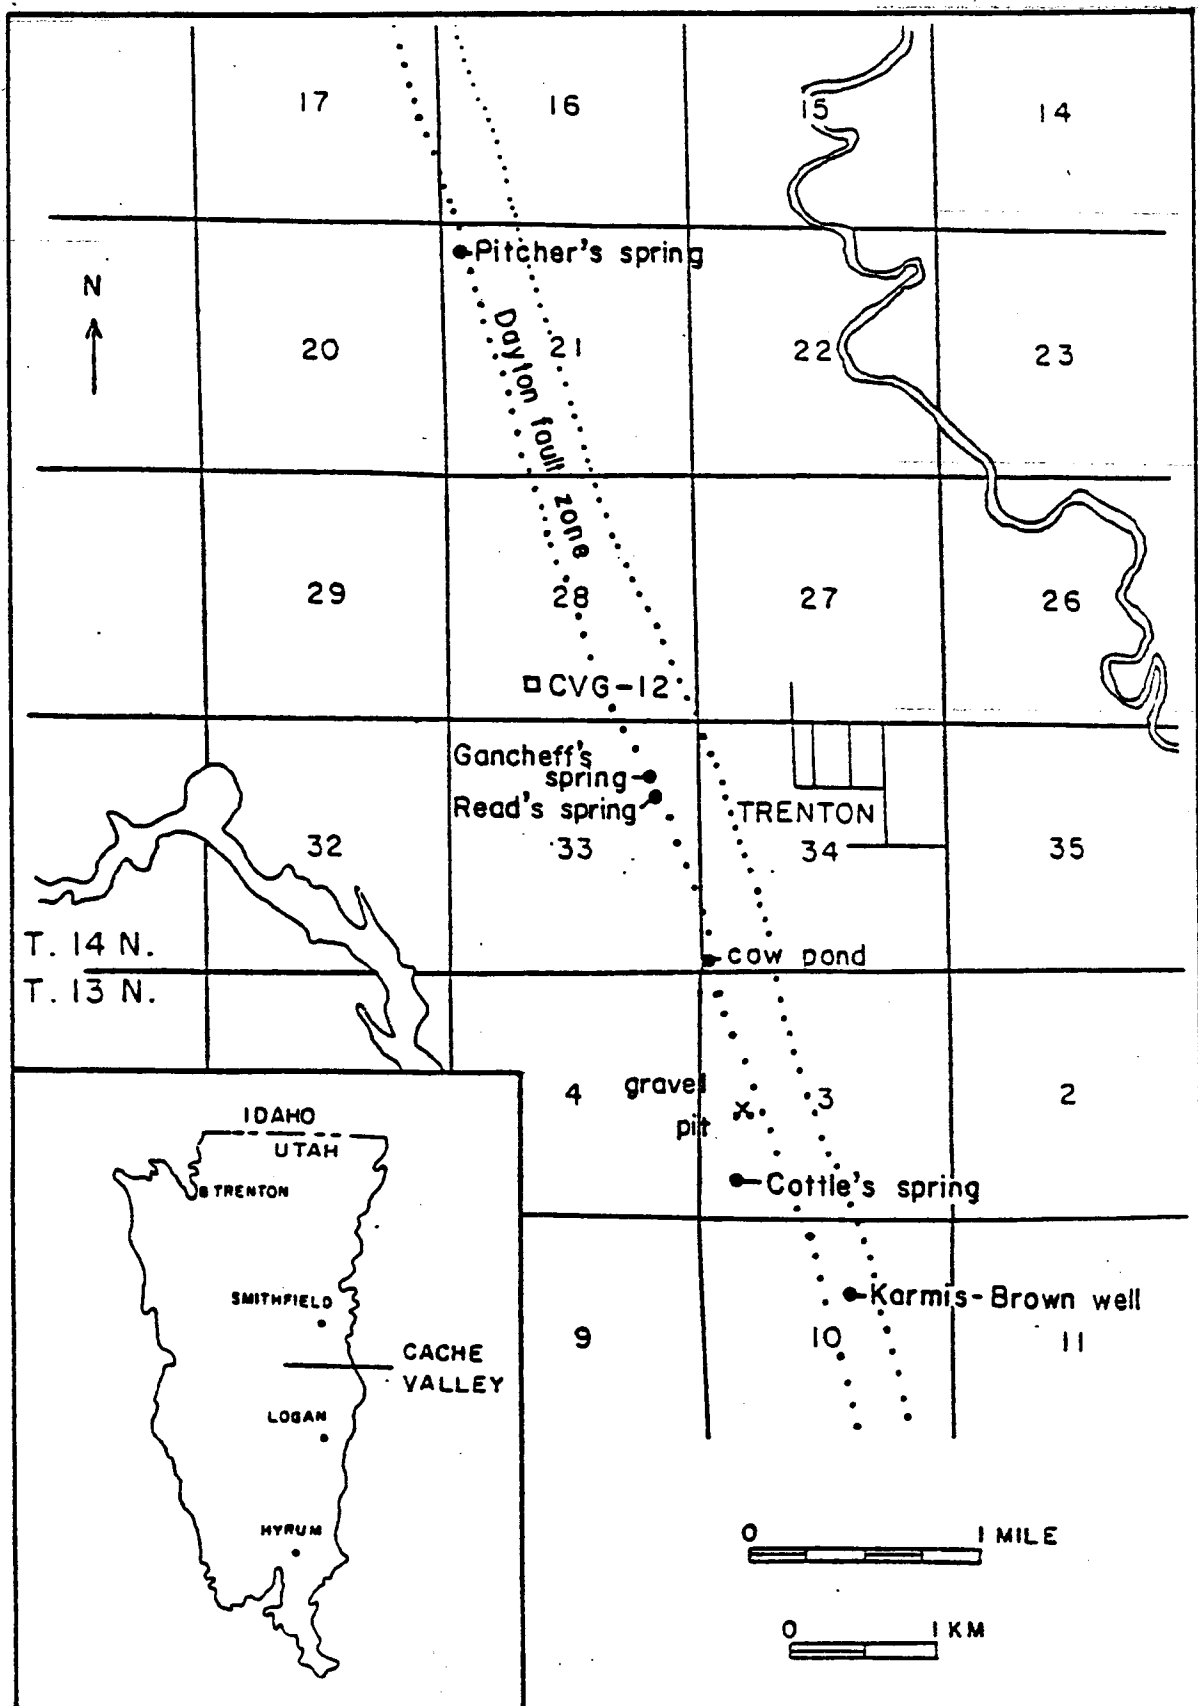 17
16
15
14
Pitcher's spring
N
Dayton fault zone
20
21
22
23
29
28
27
26
CVG-12
Gancheff's
spring
Read's spring
TRENTON
32
33
34
35
T. 14 N.
cow pond
T. 13 N.
4
gravel
pit
x
3
2
Cottle's spring
IDAHO
UTAH
TRENTON
SMITHFIELD
CACHE
VALLEY
LOGAN
HYRUM
Karmis-Brown well
9
10
11
0 1 MILE
0 1 KM